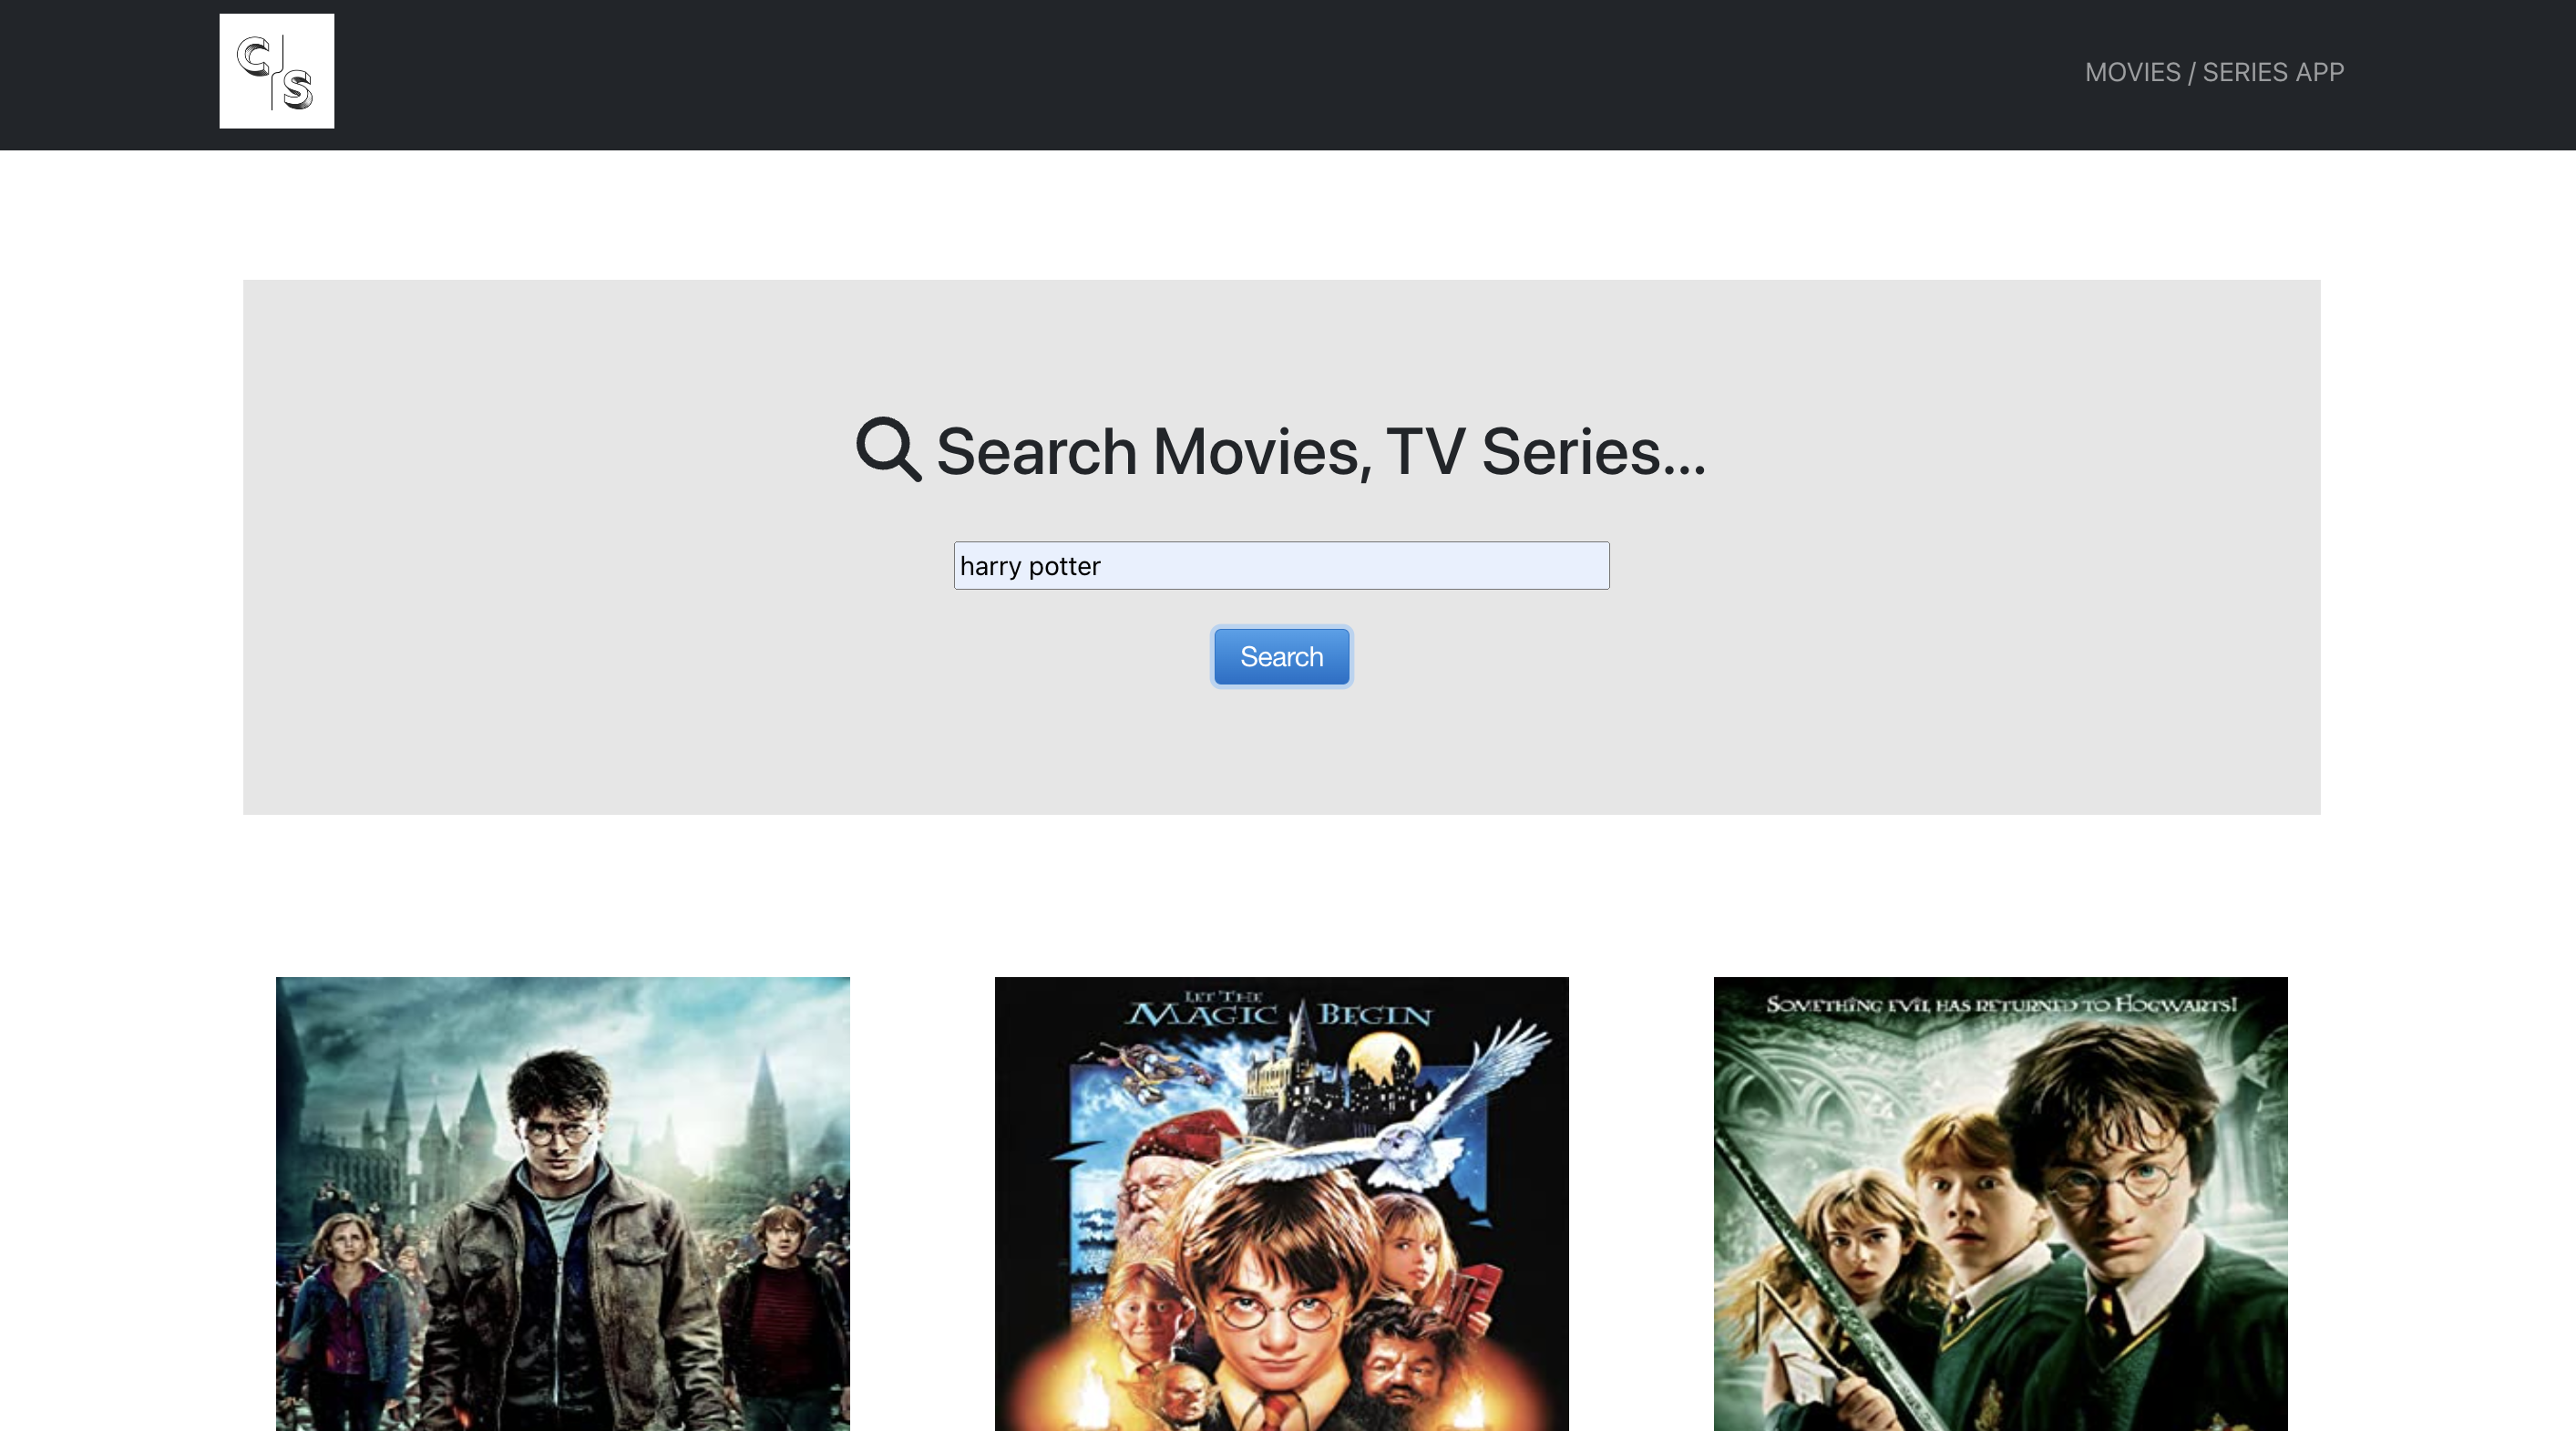 C S
MOVIES / SERIES APP
Search Movies, TV Series...
harry potter
Search
LET THE
MAGIC BEGIN
SOMETHING EVIL HAS RETURNED TO HOGWARTS!